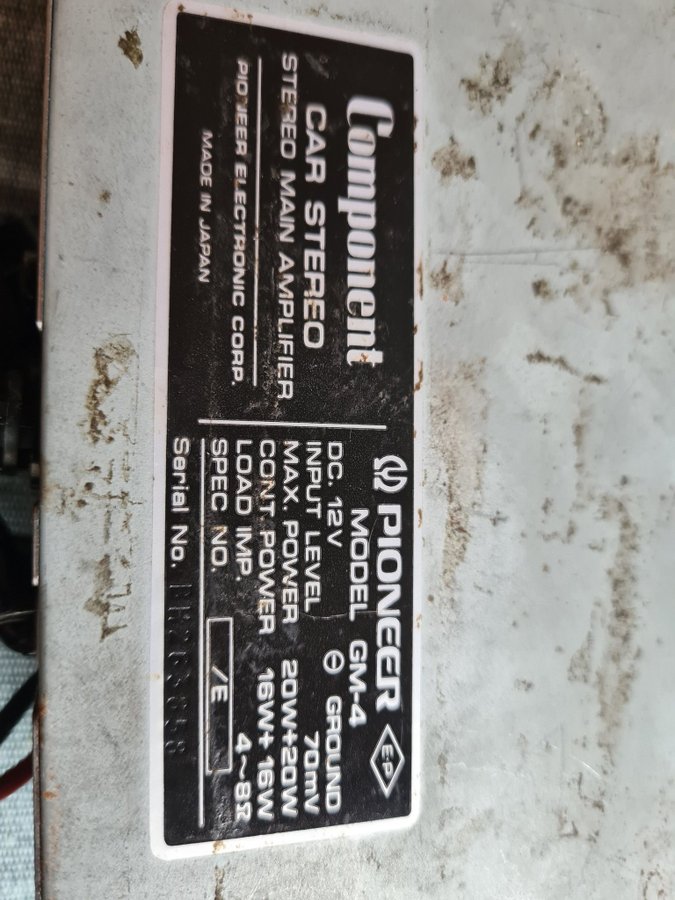 Component
CAR STEREO
STEREO MAIN AMPLIFIER
PIONEER ELECTRONIC CORP.
MADE IN JAPAN
PIONEER E·P
MODEL GM-4
DC. 12V ⊖ GROUND
INPUT LEVEL 70mV
MAX. POWER 20W+20W
CONT POWER 16W+16W
LOAD IMP. 4~8Ω
SPEC NO. /E
Serial No.